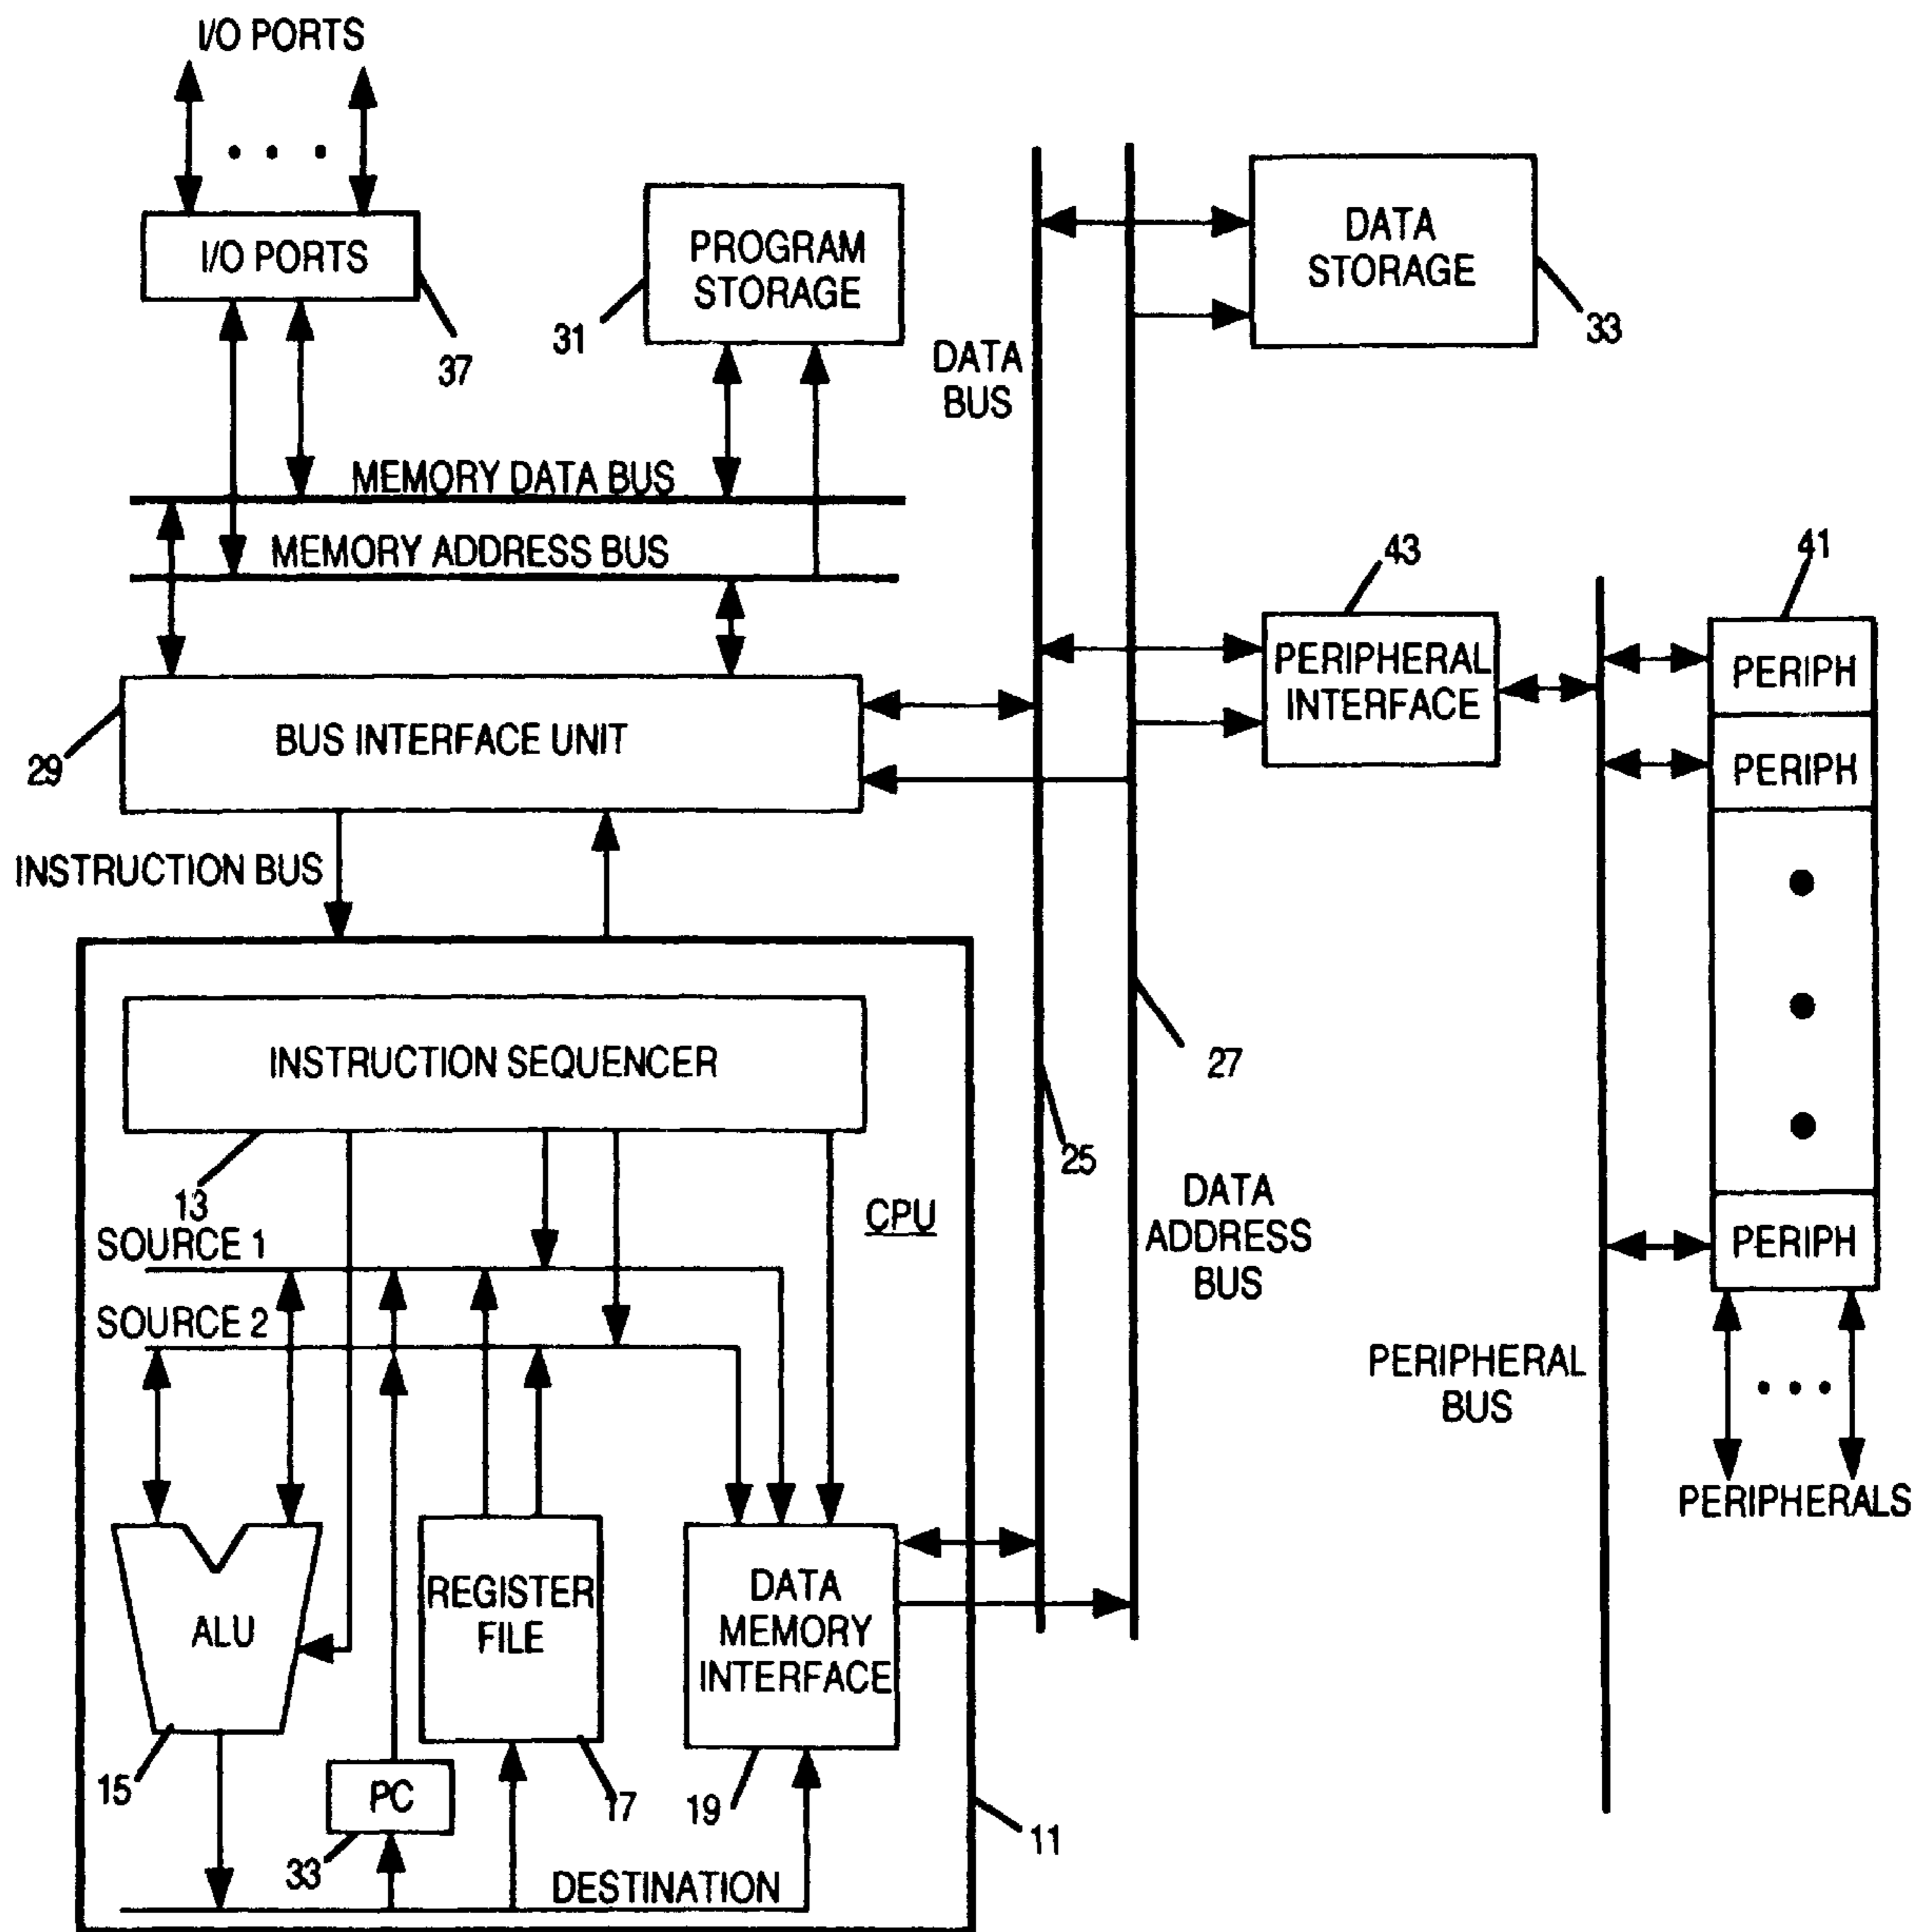 I/O PORTS
I/O PORTS
37
PROGRAM
STORAGE
31
DATA
BUS
DATA
STORAGE
33
MEMORY DATA BUS
MEMORY ADDRESS BUS
BUS INTERFACE UNIT
29
43
PERIPHERAL
INTERFACE
41
PERIPH
PERIPH
PERIPH
INSTRUCTION BUS
INSTRUCTION SEQUENCER
13
CPU
27
25
DATA
ADDRESS
BUS
SOURCE 1
SOURCE 2
PERIPHERAL
BUS
PERIPHERALS
ALU
15
REGISTER
FILE
17
DATA
MEMORY
INTERFACE
19
PC
33
11
DESTINATION